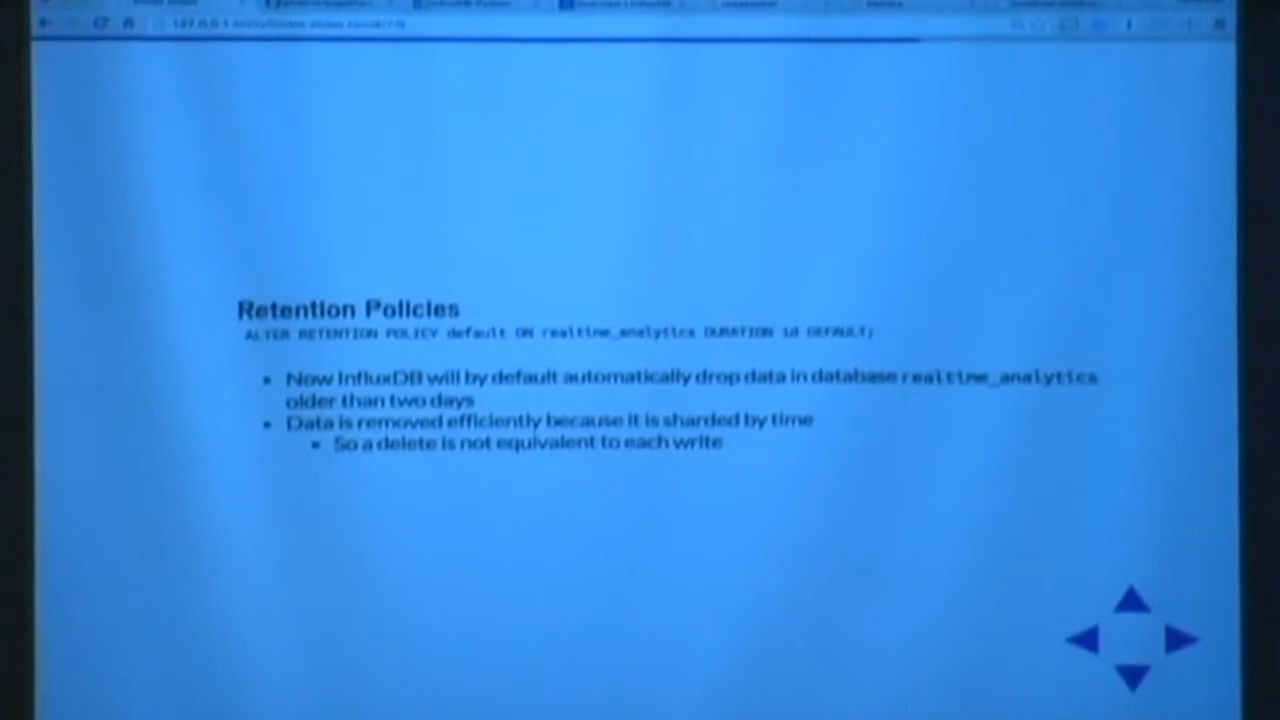 Retention Policies
ALTER RETENTION POLICY default ON realtime_analytics DURATION 1d DEFAULT;
Now InfluxDB will by default automatically drop data in database realtime_analytics
older than two days
Data is removed efficiently because it is sharded by time
So a delete is not equivalent to each write